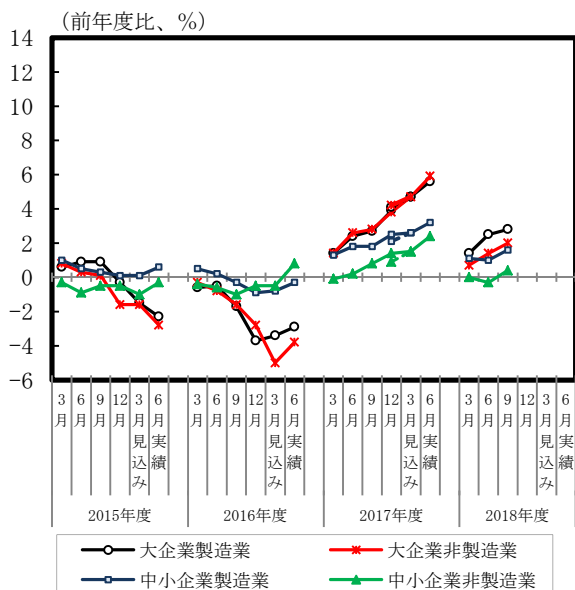 (前年度比、%)
14
12
10
8
6
4
2
0
−2
−4
−6
3月 6月 9月 12月 3月見込み 6月実績 3月 6月 9月 12月 3月見込み 6月実績 3月 6月 9月 12月 3月見込み 6月実績 3月 6月 9月 12月 3月見込み 6月実績
2015年度 2016年度 2017年度 2018年度
大企業製造業 大企業非製造業
中小企業製造業 中小企業非製造業